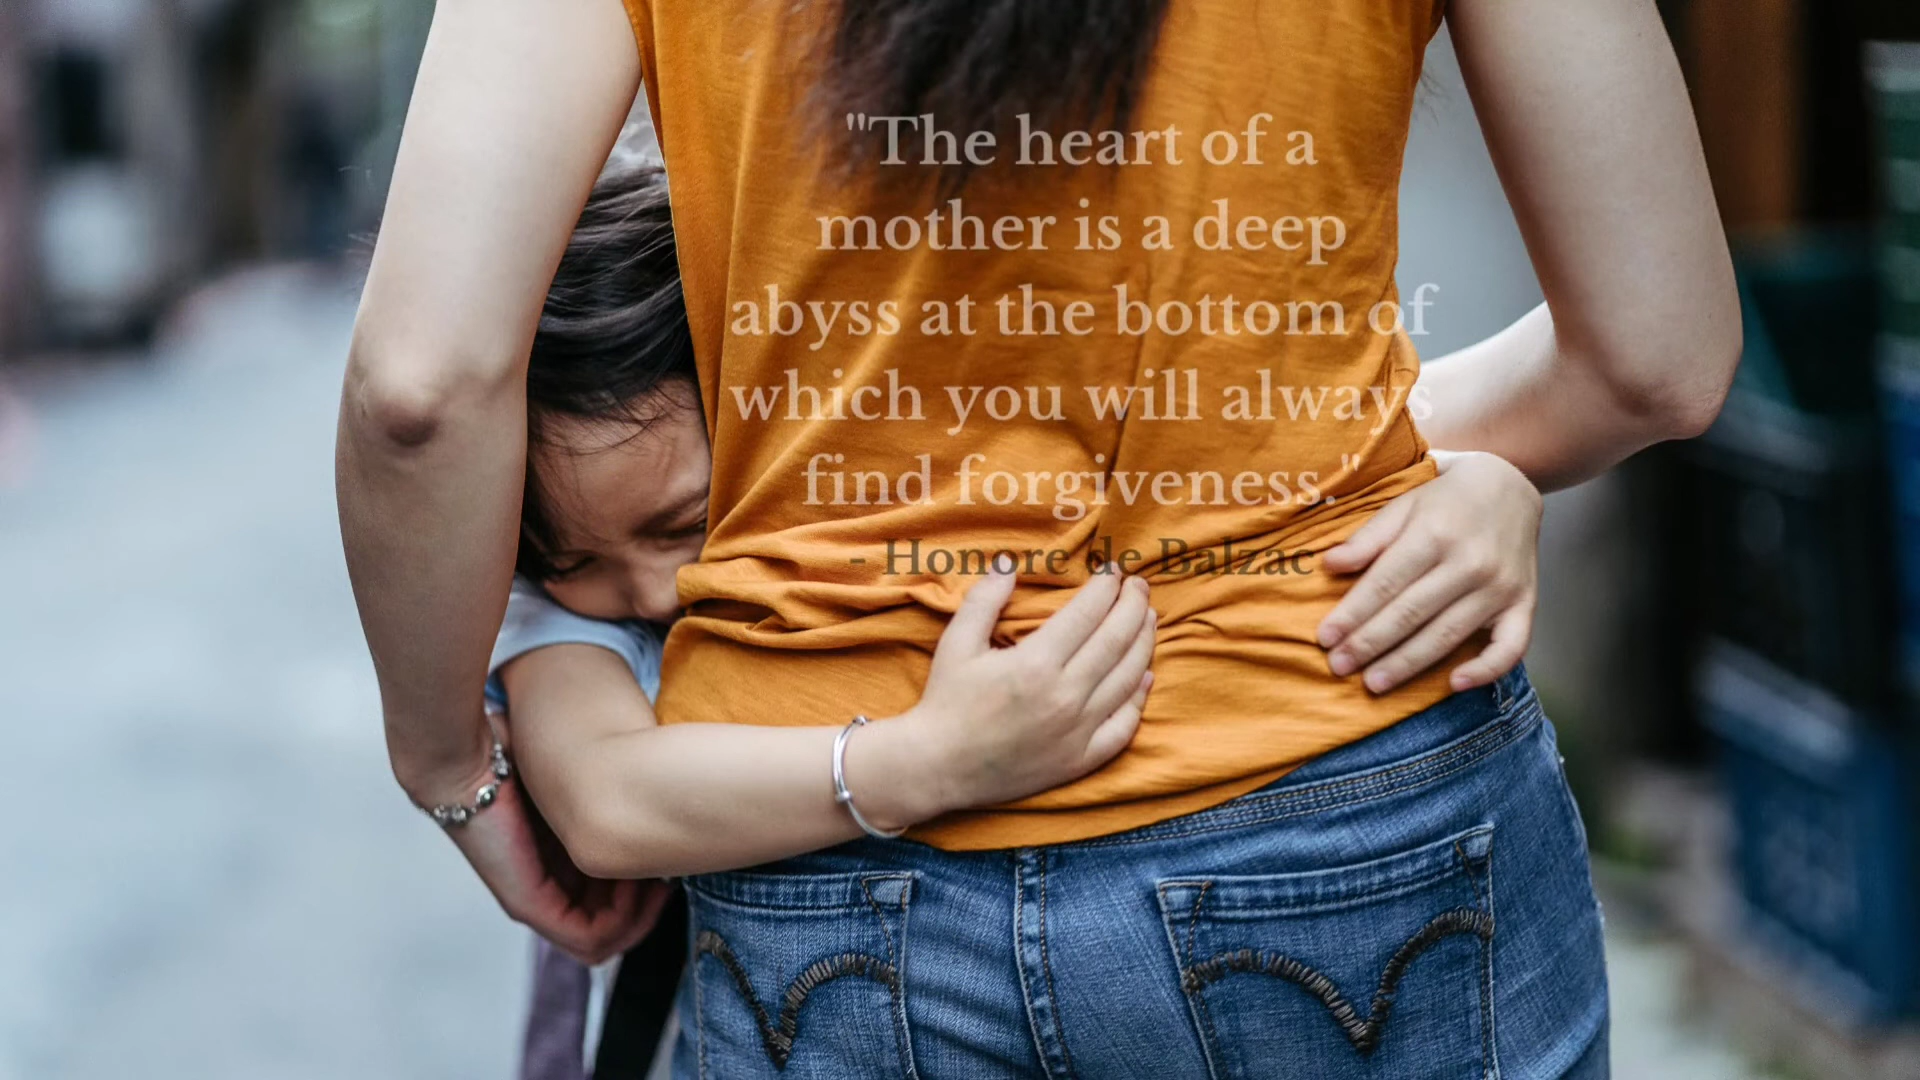 "The heart of a
mother is a deep
abyss at the bottom of
which you will always
find forgiveness."
- Honore de Balzac